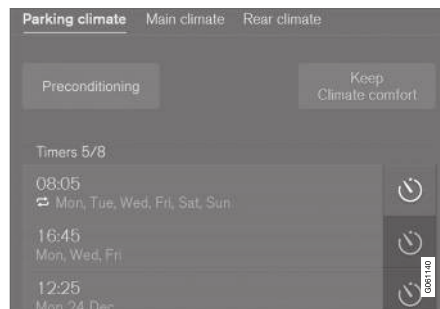 Parking climate Main climate Rear climate
Preconditioning
Keep
Climate comfort
Timers 5/8
08:05
Mon, Tue, Wed, Fri, Sat, Sun
16:45
Mon, Wed, Fri
12:25
Mon 24 Dec
G061140